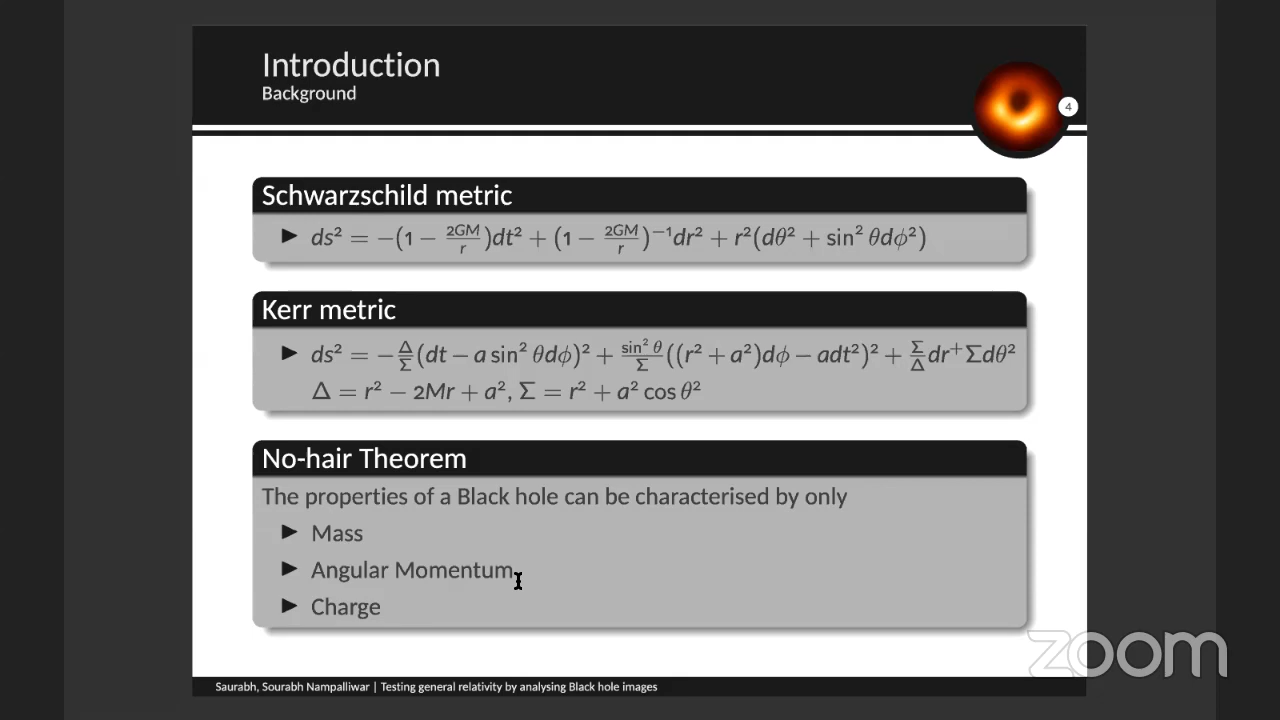 Introduction
Background
4
Schwarzschild metric
► ds² = −(1 − 2GM/r)dt² + (1 − 2GM/r)⁻¹dr² + r²(dθ² + sin² θdϕ²)
Kerr metric
► ds² = −Δ/Σ(dt − a sin² θdϕ)² + sin² θ/Σ((r² + a²)dϕ − adt²)² + Σ/Δdr⁺Σdθ²
Δ = r² − 2Mr + a², Σ = r² + a² cos θ²
No-hair Theorem
The properties of a Black hole can be characterised by only
► Mass
► Angular Momentum
► Charge
zoom
Saurabh, Sourabh Nampalliwar | Testing general relativity by analysing Black hole images